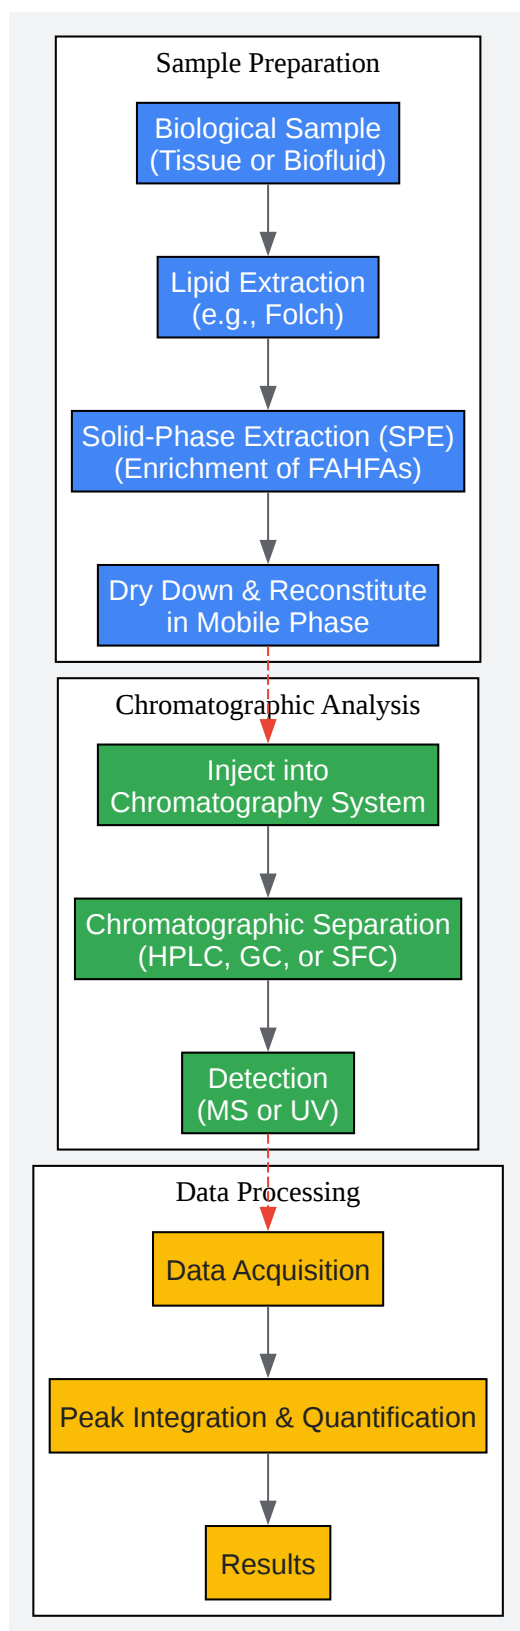 Sample Preparation
Biological Sample
(Tissue or Biofluid)
Lipid Extraction
(e.g., Folch)
Solid-Phase Extraction (SPE)
(Enrichment of FAHFAs)
Dry Down & Reconstitute
in Mobile Phase
Chromatographic Analysis
Inject into
Chromatography System
Chromatographic Separation
(HPLC, GC, or SFC)
Detection
(MS or UV)
Data Processing
Data Acquisition
Peak Integration & Quantification
Results